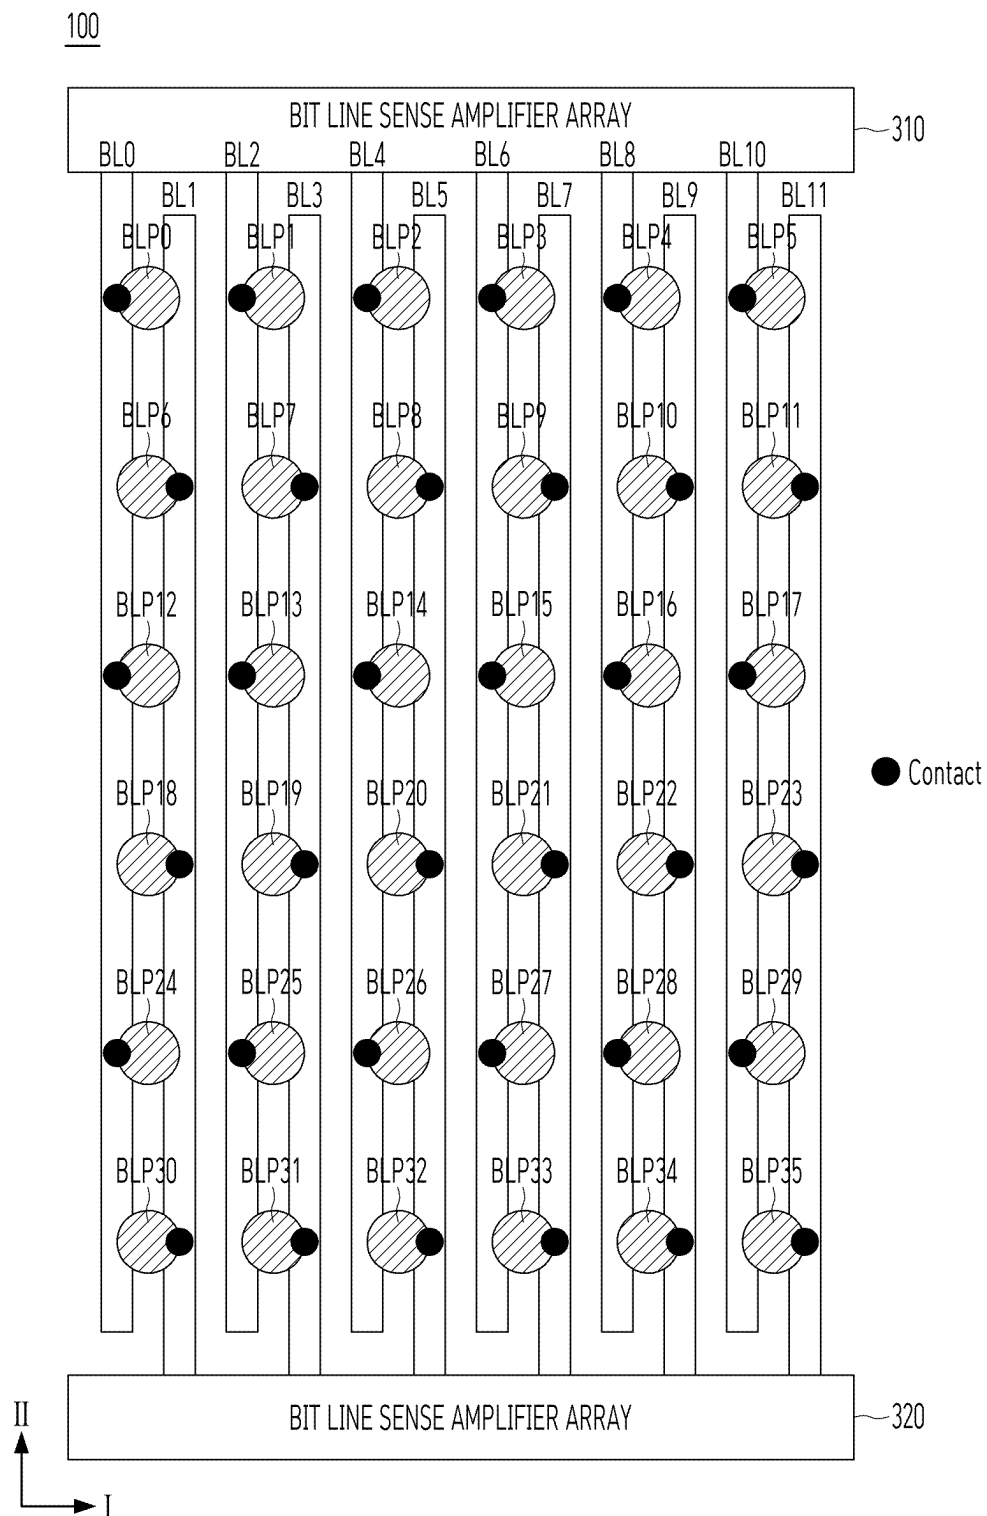 100
BIT LINE SENSE AMPLIFIER ARRAY
310
BL0 BL2 BL4 BL6 BL8 BL10
BL1 BL3 BL5 BL7 BL9 BL11
BLP0 BLP1 BLP2 BLP3 BLP4 BLP5
BLP6 BLP7 BLP8 BLP9 BLP10 BLP11
BLP12 BLP13 BLP14 BLP15 BLP16 BLP17
Contact
BLP18 BLP19 BLP20 BLP21 BLP22 BLP23
BLP24 BLP25 BLP26 BLP27 BLP28 BLP29
BLP30 BLP31 BLP32 BLP33 BLP34 BLP35
BIT LINE SENSE AMPLIFIER ARRAY
320
II
I